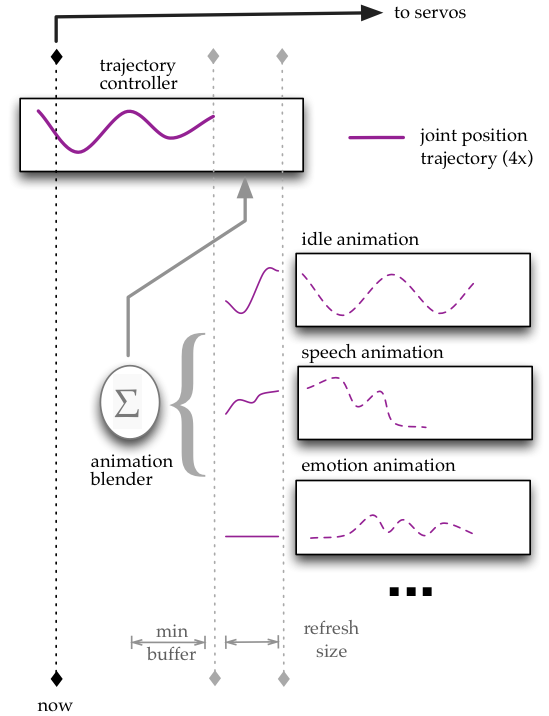 to servos
trajectory
controller
joint position
trajectory (4x)
idle animation
speech animation
Σ
animation
blender
emotion animation
min
buffer
refresh
size
now